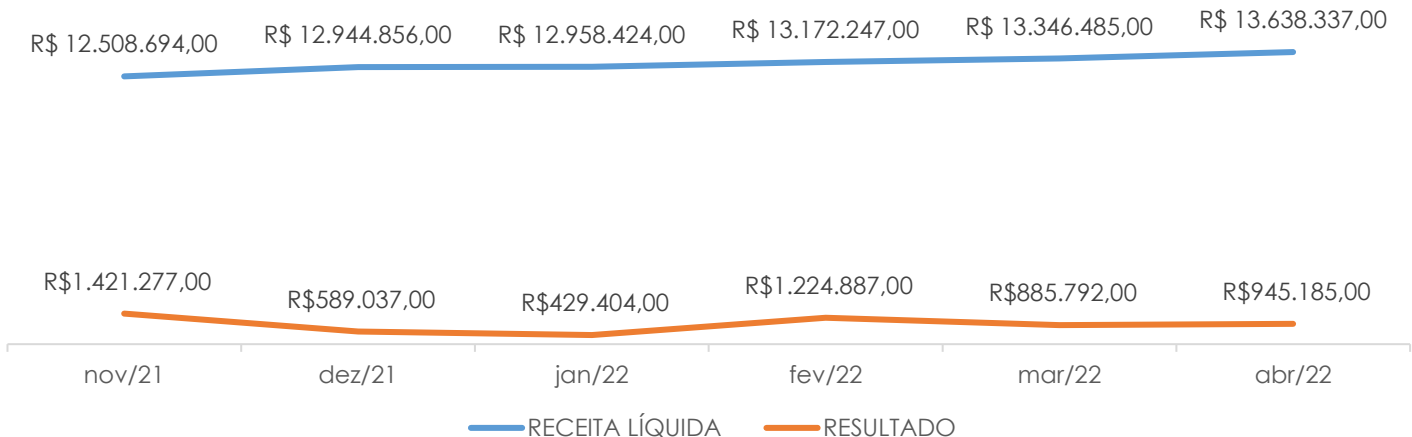 R$ 12.508.694,00 R$ 12.944.856,00 R$ 12.958.424,00 R$ 13.172.247,00 R$ 13.346.485,00 R$ 13.638.337,00
R$1.421.277,00 R$589.037,00 R$429.404,00 R$1.224.887,00 R$885.792,00 R$945.185,00
nov/21 dez/21 jan/22 fev/22 mar/22 abr/22
RECEITA LÍQUIDA RESULTADO